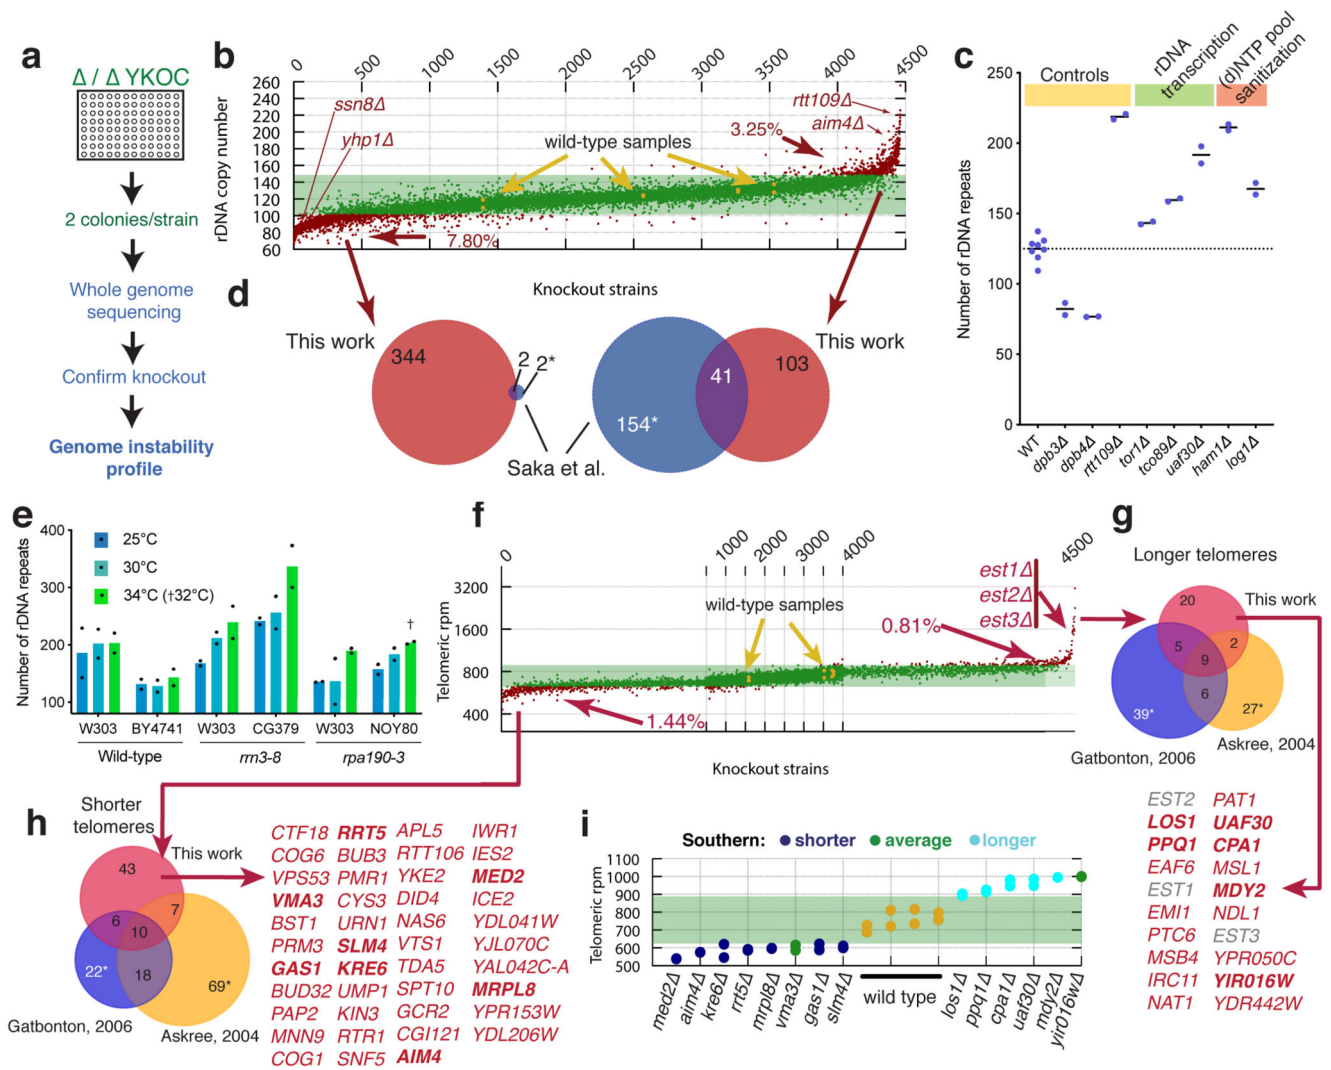 a
Δ / Δ YKOC
2 colonies/strain
Whole genome
sequencing
Confirm knockout
Genome instability
profile
b
0 500 1000 1500 2000 2500 3000 3500 4000 4500
rDNA copy number
260
240
220
200
180
160
140
120
100
80
60
ssn8Δ
yhp1Δ
wild-type samples
3.25%
rtt109Δ
aim4Δ
7.80%
Knockout strains
c
Controls
rDNA
transcription
(d)NTP pool
sanitization
Number of rDNA repeats
250
200
150
100
50
0
WT dpb3Δ dpb4Δ rtt109Δ tor1Δ tco89Δ uaf30Δ ham1Δ log1Δ
d
This work
344
2
2*
154*
41
103
This work
Saka et al.
e
Number of rDNA repeats
400
300
200
100
25°C
30°C
34°C (†32°C)
†
W303 BY4741 W303 CG379 W303 NOY80
Wild-type rrn3-8 rpa190-3
f
0 1000 2000 3000 4000 4500
Telomeric rpm
3200
1600
800
400
wild-type samples
est1Δ
est2Δ
est3Δ
0.81%
1.44%
Knockout strains
g
Longer telomeres
This work
20
5
2
9
6
39*
27*
Gatbonton, 2006
Askree, 2004
EST2 PAT1
LOS1 UAF30
PPQ1 CPA1
EAF6 MSL1
EST1 MDY2
EMI1 NDL1
PTC6 EST3
MSB4 YPR050C
IRC11 YIR016W
NAT1 YDR442W
h
Shorter
telomeres
This work
43
6
7
10
18
22*
69*
Gatbonton, 2006
Askree, 2004
CTF18 RRT5 APL5 IWR1
COG6 BUB3 RTT106 IES2
VPS53 PMR1 YKE2 MED2
VMA3 CYS3 DID4 ICE2
BST1 URN1 NAS6 YDL041W
PRM3 SLM4 VTS1 YJL070C
GAS1 KRE6 TDA5 YAL042C-A
BUD32 UMP1 SPT10 MRPL8
PAP2 KIN3 GCR2 YPR153W
MNN9 RTR1 CGI121 YDL206W
COG1 SNF5 AIM4
i
Southern: shorter average longer
Telomeric rpm
1100
1000
900
800
700
600
500
med2Δ aim4Δ kre6Δ rrt5Δ mrpl8Δ vma3Δ gas1Δ slm4Δ wild type los1Δ ppq1Δ cpa1Δ uaf30Δ mdy2Δ yir016wΔ